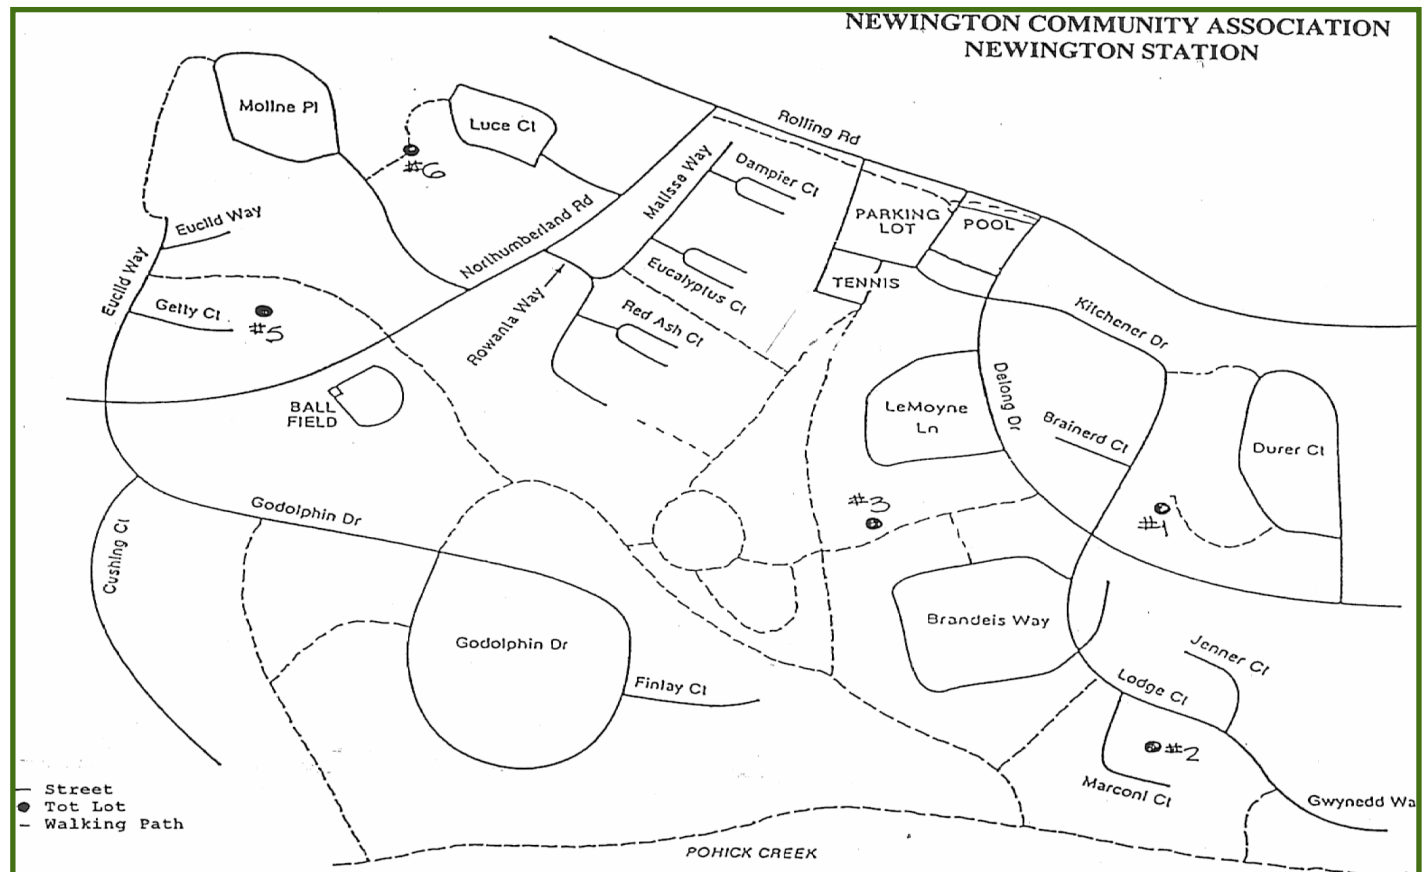 NEWINGTON COMMUNITY ASSOCIATION
NEWINGTON STATION
Rolling Rd
Mollne Pl
Luce Ct
#6
Malisse Way
Dampier Ct
PARKING
LOT
POOL
Euclid Way
Northumberland Rd
Euclid Way
Eucalyptus Ct
TENNIS
Getty Ct
#5
Rowania Way
Red Ash Ct
Kitchener Dr
BALL
FIELD
LeMoyne
Ln
Delong Dr
Brainerd Ct
Durer Ct
#3
#1
Godolphin Dr
Cushing Ct
Godolphin Dr
Brandeis Way
Jenner Ct
Finlay Ct
Lodge Ct
#2
Marconi Ct
Gwynedd Wa
Street
Tot Lot
Walking Path
POHICK CREEK